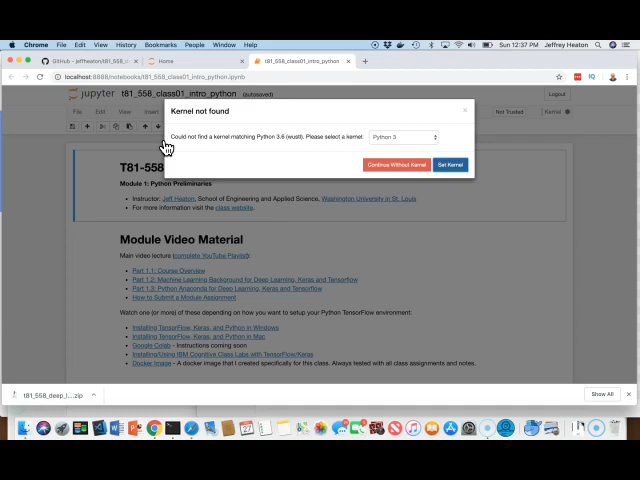 Chrome File Edit View History Bookmarks People Window Help Sun 12:37 PM Jeffrey Heaton
GitHub - jeffheaton/t81_558_ Home t81_558_class01_intro_python
localhost:8888/notebooks/t81_558_class01_intro_python.ipynb
jupyter t81_558_class01_intro_python (autosaved) Logout
File Edit View Insert Not Trusted Kernel
Kernel not found
Could not find a kernel matching Python 3.6 (wustl). Please select a kernel: Python 3
Continue Without Kernel Set Kernel
T81-558
Module 1: Python Preliminaries
• Instructor: Jeff Heaton, School of Engineering and Applied Science, Washington University in St. Louis
• For more information visit the class website.
Module Video Material
Main video lecture (complete YouTube Playlist):
• Part 1.1: Course Overview
• Part 1.2: Machine Learning Background for Deep Learning, Keras and Tensorflow
• Part 1.3: Python Anaconda for Deep Learning, Keras and Tensorflow
• How to Submit a Module Assignment
Watch one (or more) of these depending on how you want to setup your Python TensorFlow environment:
• Installing TensorFlow, Keras, and Python in Windows
• Installing TensorFlow, Keras, and Python in Mac
• Google Colab - Instructions coming soon
• Installing/Using IBM Cognitive Class Labs with TensorFlow/Keras
• Docker Image - A docker image that I created specifically for this class. Always tested with all class assignments and notes.
t81_558_deep_l....zip Show All